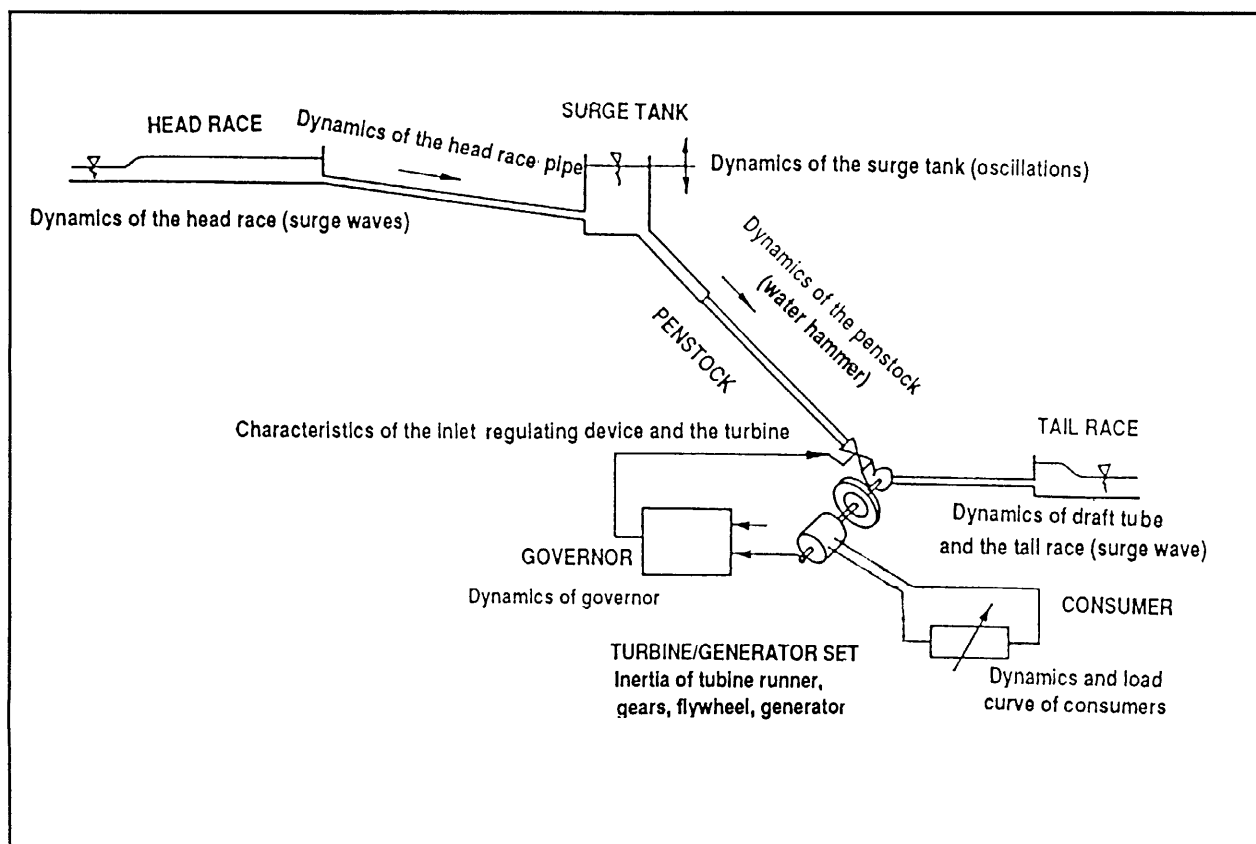 SURGE TANK
HEAD RACE
Dynamics of the head race pipe
Dynamics of the surge tank (oscillations)
Dynamics of the head race (surge waves)
Dynamics of the penstock
(water hammer)
PENSTOCK
Characteristics of the inlet regulating device and the turbine
TAIL RACE
Dynamics of draft tube
and the tail race (surge wave)
GOVERNOR
Dynamics of governor
CONSUMER
TURBINE/GENERATOR SET
Inertia of tubine runner,
gears, flywheel, generator
Dynamics and load
curve of consumers